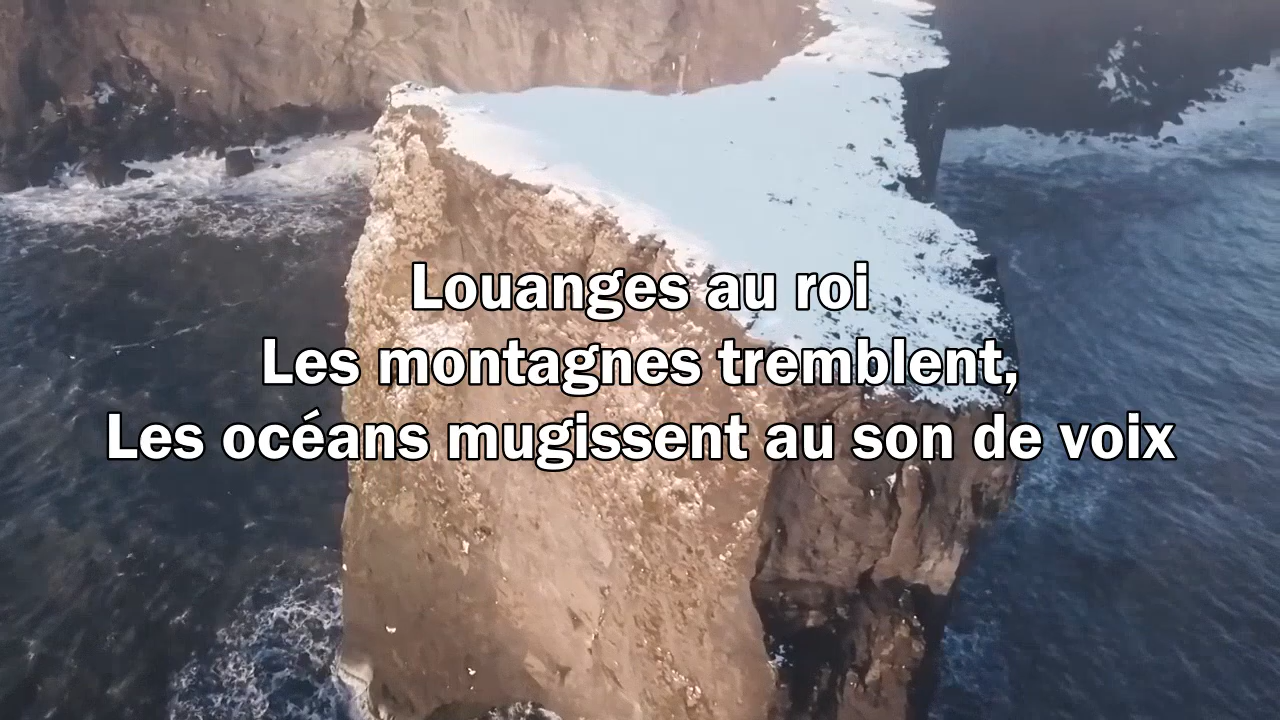 Louanges au roi
Les montagnes tremblent,
Les océans mugissent au son de voix